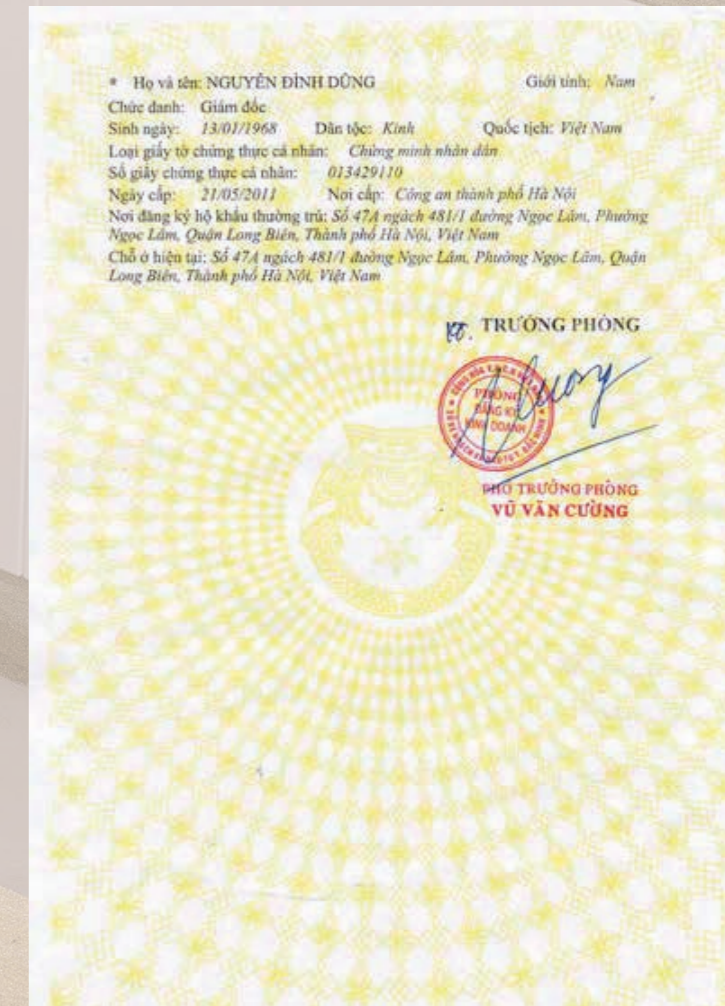 * Họ và tên: NGUYỄN ĐÌNH DŨNG Giới tính: Nam
Chức danh: Giám đốc
Sinh ngày: 13/01/1968 Dân tộc: Kinh Quốc tịch: Việt Nam
Loại giấy tờ chứng thực cá nhân: Chứng minh nhân dân
Số giấy chứng thực cá nhân: 013429110
Ngày cấp: 21/05/2011 Nơi cấp: Công an thành phố Hà Nội
Nơi đăng ký hộ khẩu thường trú: Số 47A ngách 481/1 đường Ngọc Lâm, Phường
Ngọc Lâm, Quận Long Biên, Thành phố Hà Nội, Việt Nam
Chỗ ở hiện tại: Số 47A ngách 481/1 đường Ngọc Lâm, Phường Ngọc Lâm, Quận
Long Biên, Thành phố Hà Nội, Việt Nam
KT. TRƯỞNG PHÒNG
PHÒNG
ĐĂNG KÝ
KINH DOANH
PHÓ TRƯỞNG PHÒNG
VŨ VĂN CƯỜNG